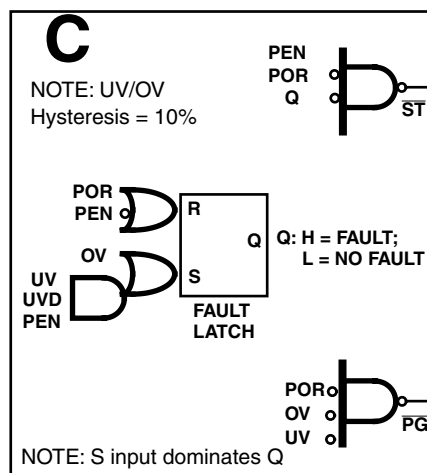 C
NOTE: UV/OV
Hysteresis = 10%
PEN
POR
Q
ST
POR
PEN
R
Q
Q: H = FAULT;
L = NO FAULT
OV
S
UV
UVD
PEN
FAULT
LATCH
POR
OV
UV
PG
NOTE: S input dominates Q